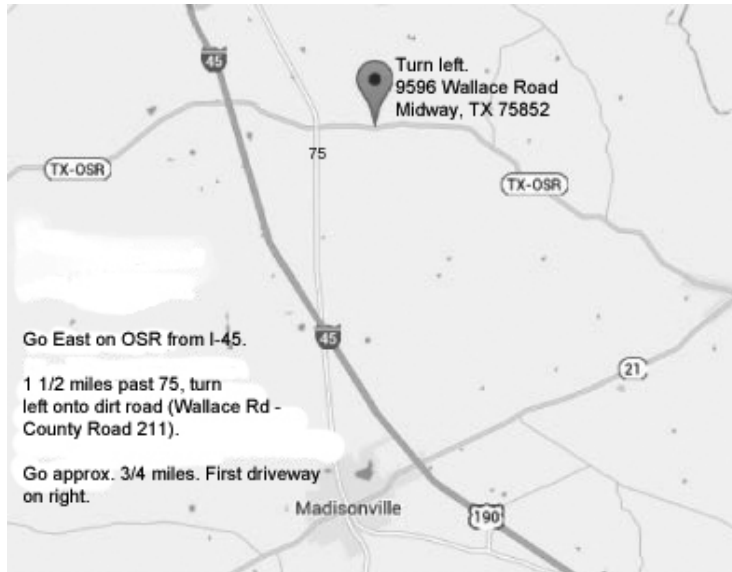 45
Turn left.
9596 Wallace Road
Midway, TX 75852
75
TX-OSR
TX-OSR
Go East on OSR from I-45.
45
1 1/2 miles past 75, turn
left onto dirt road (Wallace Rd -
County Road 211).
21
Go approx. 3/4 miles. First driveway
on right.
Madisonville
190